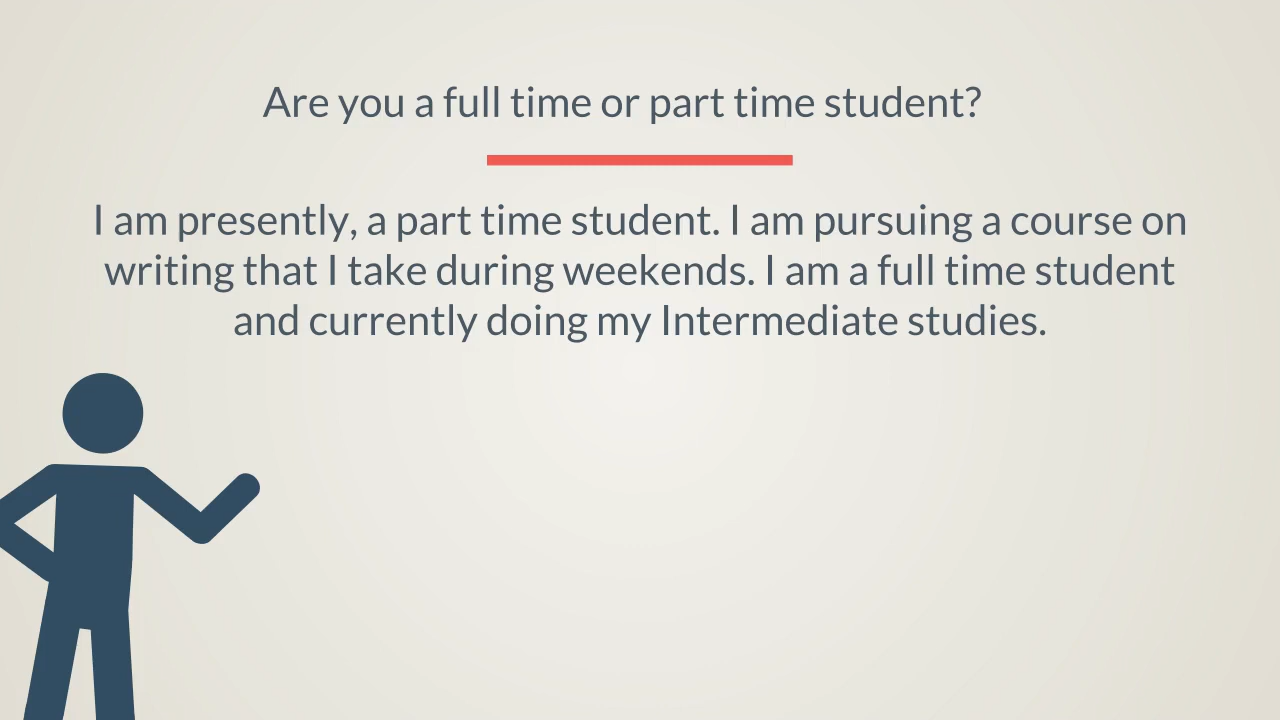 Are you a full time or part time student?
I am presently, a part time student. I am pursuing a course on
writing that I take during weekends. I am a full time student
and currently doing my Intermediate studies.